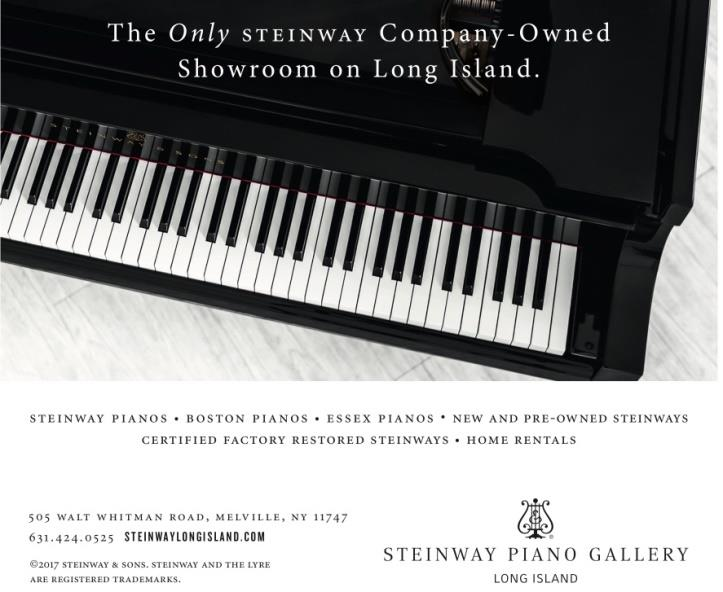 The Only STEINWAY Company-Owned
Showroom on Long Island.
STEINWAY & SONS
STEINWAY PIANOS • BOSTON PIANOS • ESSEX PIANOS • NEW AND PRE-OWNED STEINWAYS
CERTIFIED FACTORY RESTORED STEINWAYS • HOME RENTALS
505 WALT WHITMAN ROAD, MELVILLE, NY 11747
631.424.0525 STEINWAYLONGISLAND.COM
©2017 STEINWAY & SONS. STEINWAY AND THE LYRE
ARE REGISTERED TRADEMARKS.
®
STEINWAY PIANO GALLERY
LONG ISLAND